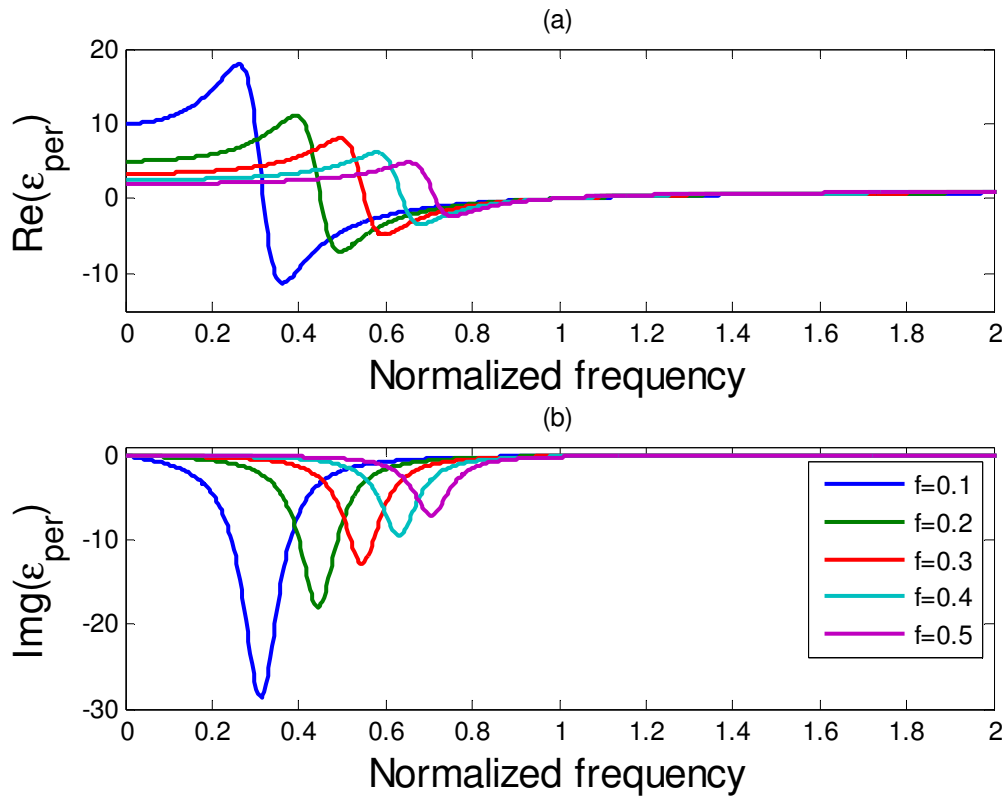 (a)
Re(ε_per)
20
10
0
-10
0 0.2 0.4 0.6 0.8 1 1.2 1.4 1.6 1.8 2
Normalized frequency
(b)
Img(ε_per)
0
-10
-20
-30
f=0.1
f=0.2
f=0.3
f=0.4
f=0.5
0 0.2 0.4 0.6 0.8 1 1.2 1.4 1.6 1.8 2
Normalized frequency